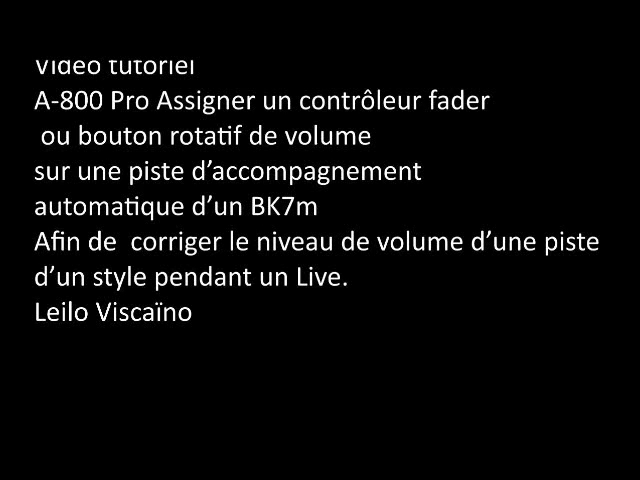 Vidéo tutoriel
A-800 Pro Assigner un contrôleur fader
ou bouton rotatif de volume
sur une piste d’accompagnement
automatique d’un BK7m
Afin de  corriger le niveau de volume d’une piste
d’un style pendant un Live.
Leilo Viscaïno